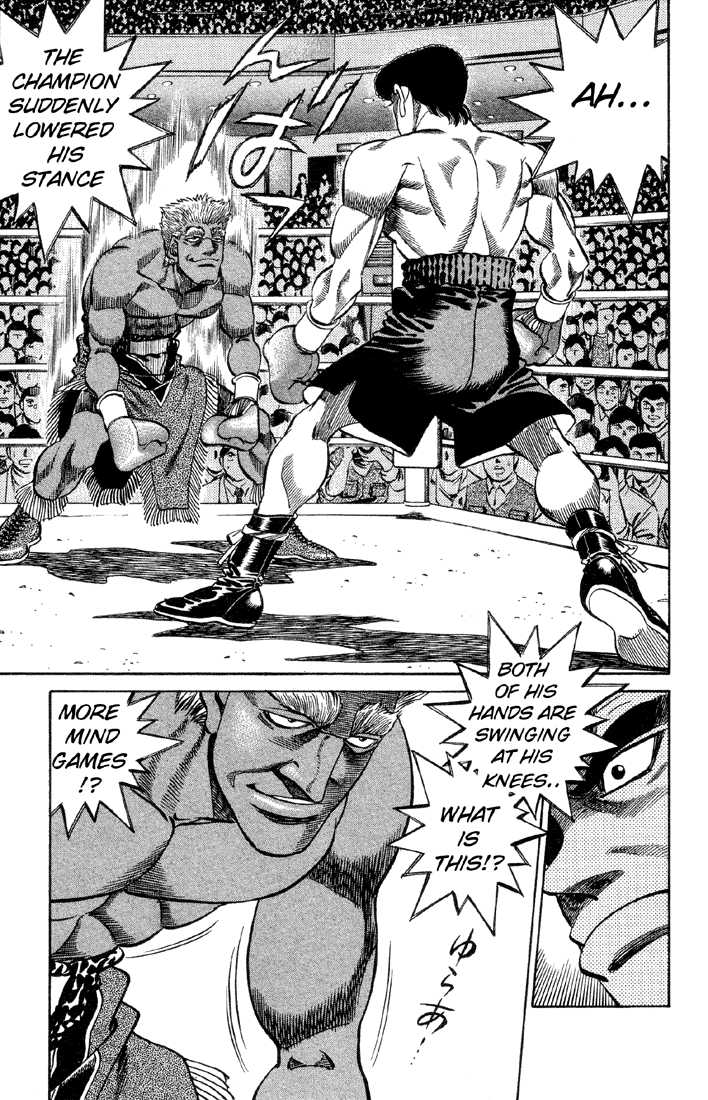 AH...
THE
CHAMPION
SUDDENLY
LOWERED
HIS
STANCE
BOTH
OF HIS
HANDS ARE
SWINGING
AT HIS
KNEES..
WHAT
IS
THIS!?
MORE
MIND
GAMES
!?
ゆらあ…